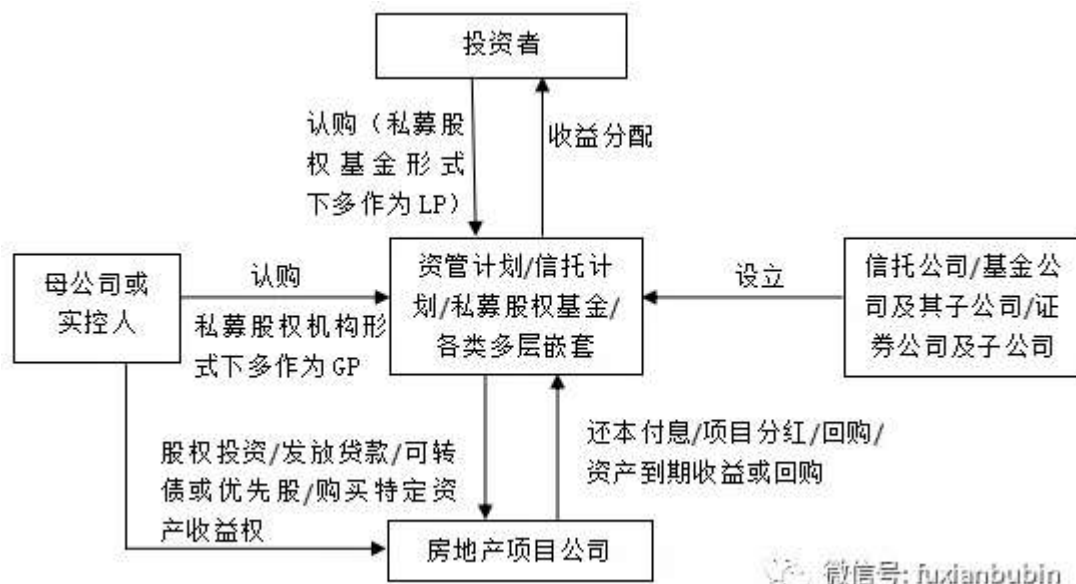 投资者
认购（私募股
权基金形式
下多作为LP）
收益分配
母公司或
实控人
认购
私募股权机构形
式下多作为GP
资管计划/信托计
划/私募股权基金/
各类多层嵌套
设立
信托公司/基金公
司及其子公司/证
券公司及子公司
股权投资/发放贷款/可转
债或优先股/购买特定资
产收益权
还本付息/项目分红/回购/
资产到期收益或回购
房地产项目公司
微信号: fuxianbubin